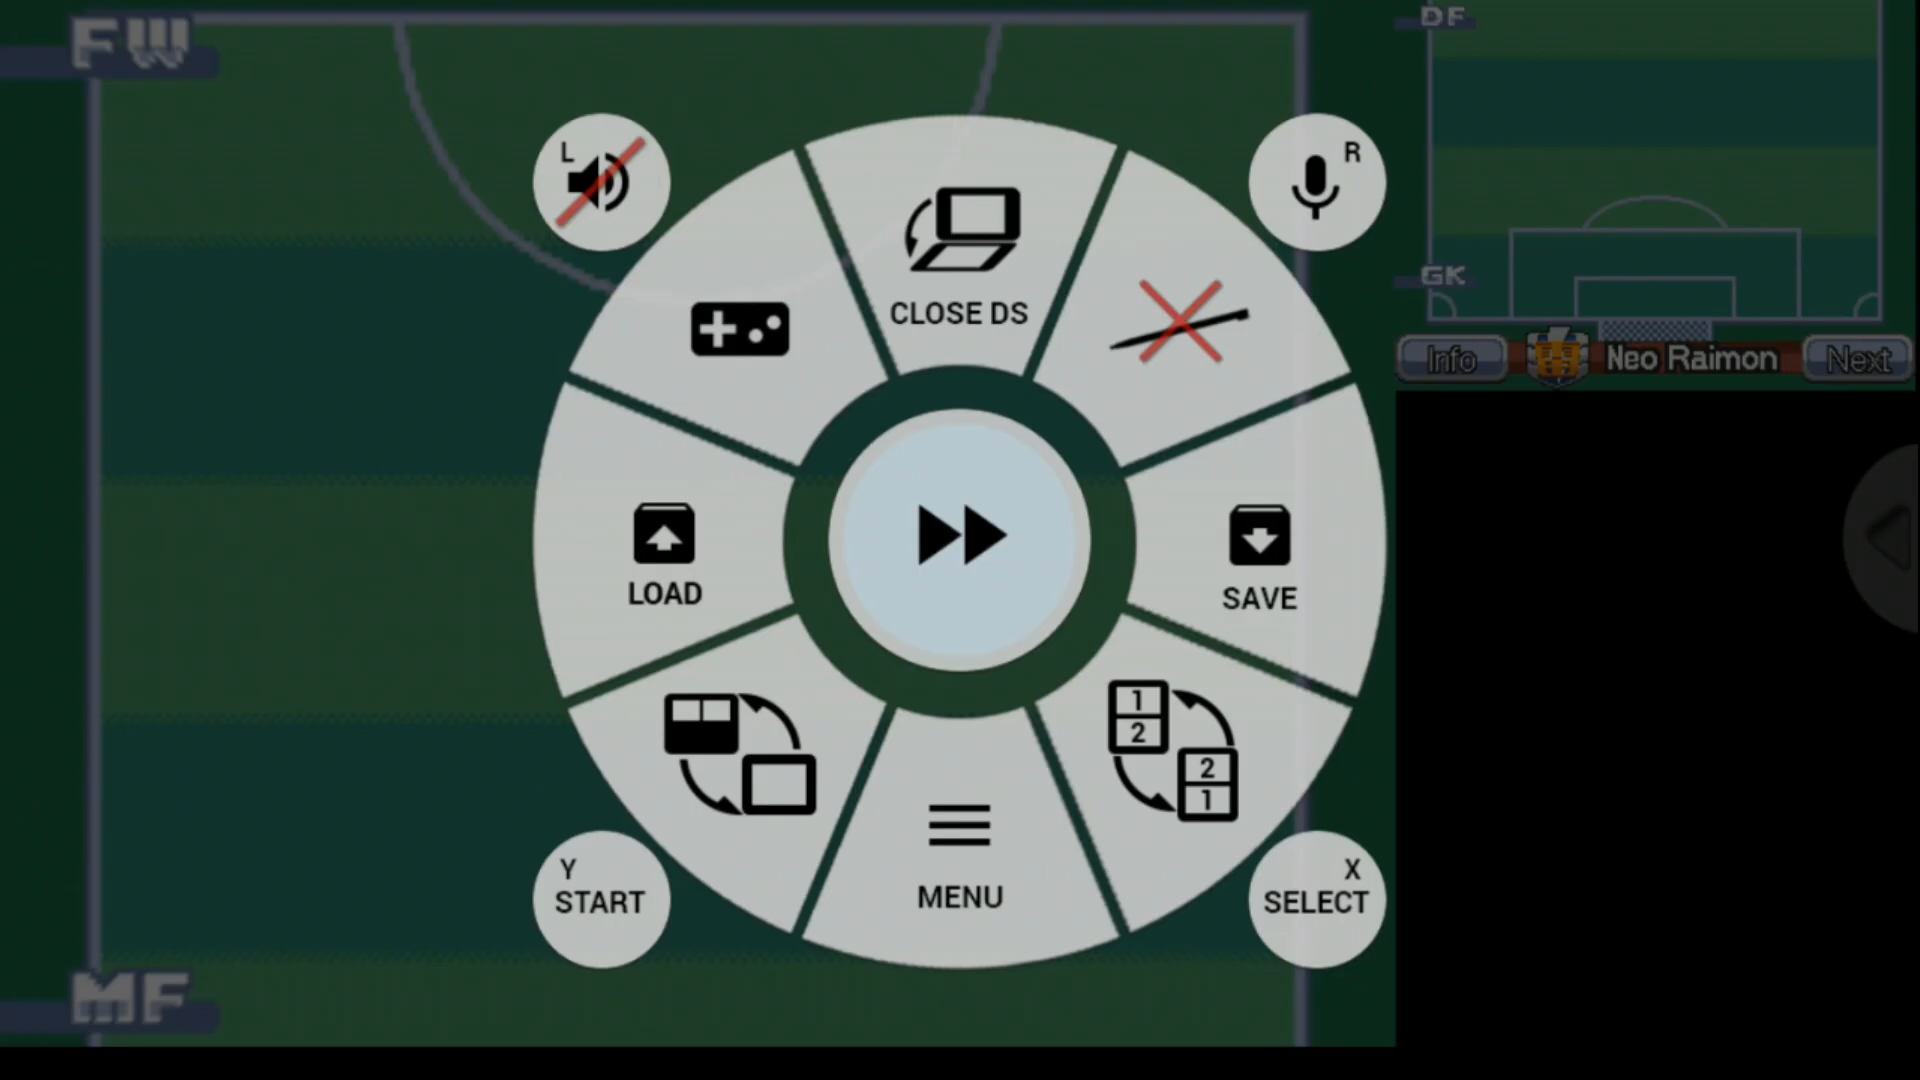 FW
DF
L
R
CLOSE DS
GK
Info
Neo Raimon
Next
LOAD
SAVE
1
2
2
1
Y
START
MENU
X
SELECT
MF